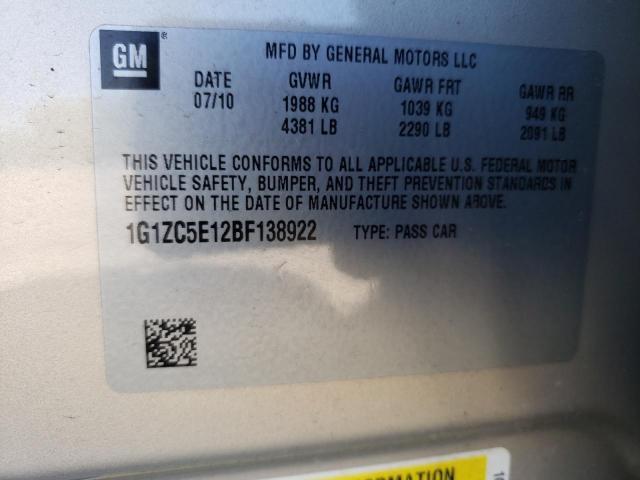 GM ®
MFD BY GENERAL MOTORS LLC
DATE GVWR GAWR FRT GAWR RR
07/10 1988 KG 1039 KG 949 KG
4381 LB 2290 LB 2091 LB
THIS VEHICLE CONFORMS TO ALL APPLICABLE U.S. FEDERAL MOTOR
VEHICLE SAFETY, BUMPER, AND THEFT PREVENTION STANDARDS IN
EFFECT ON THE DATE OF MANUFACTURE SHOWN ABOVE.
1G1ZC5E12BF138922 TYPE: PASS CAR